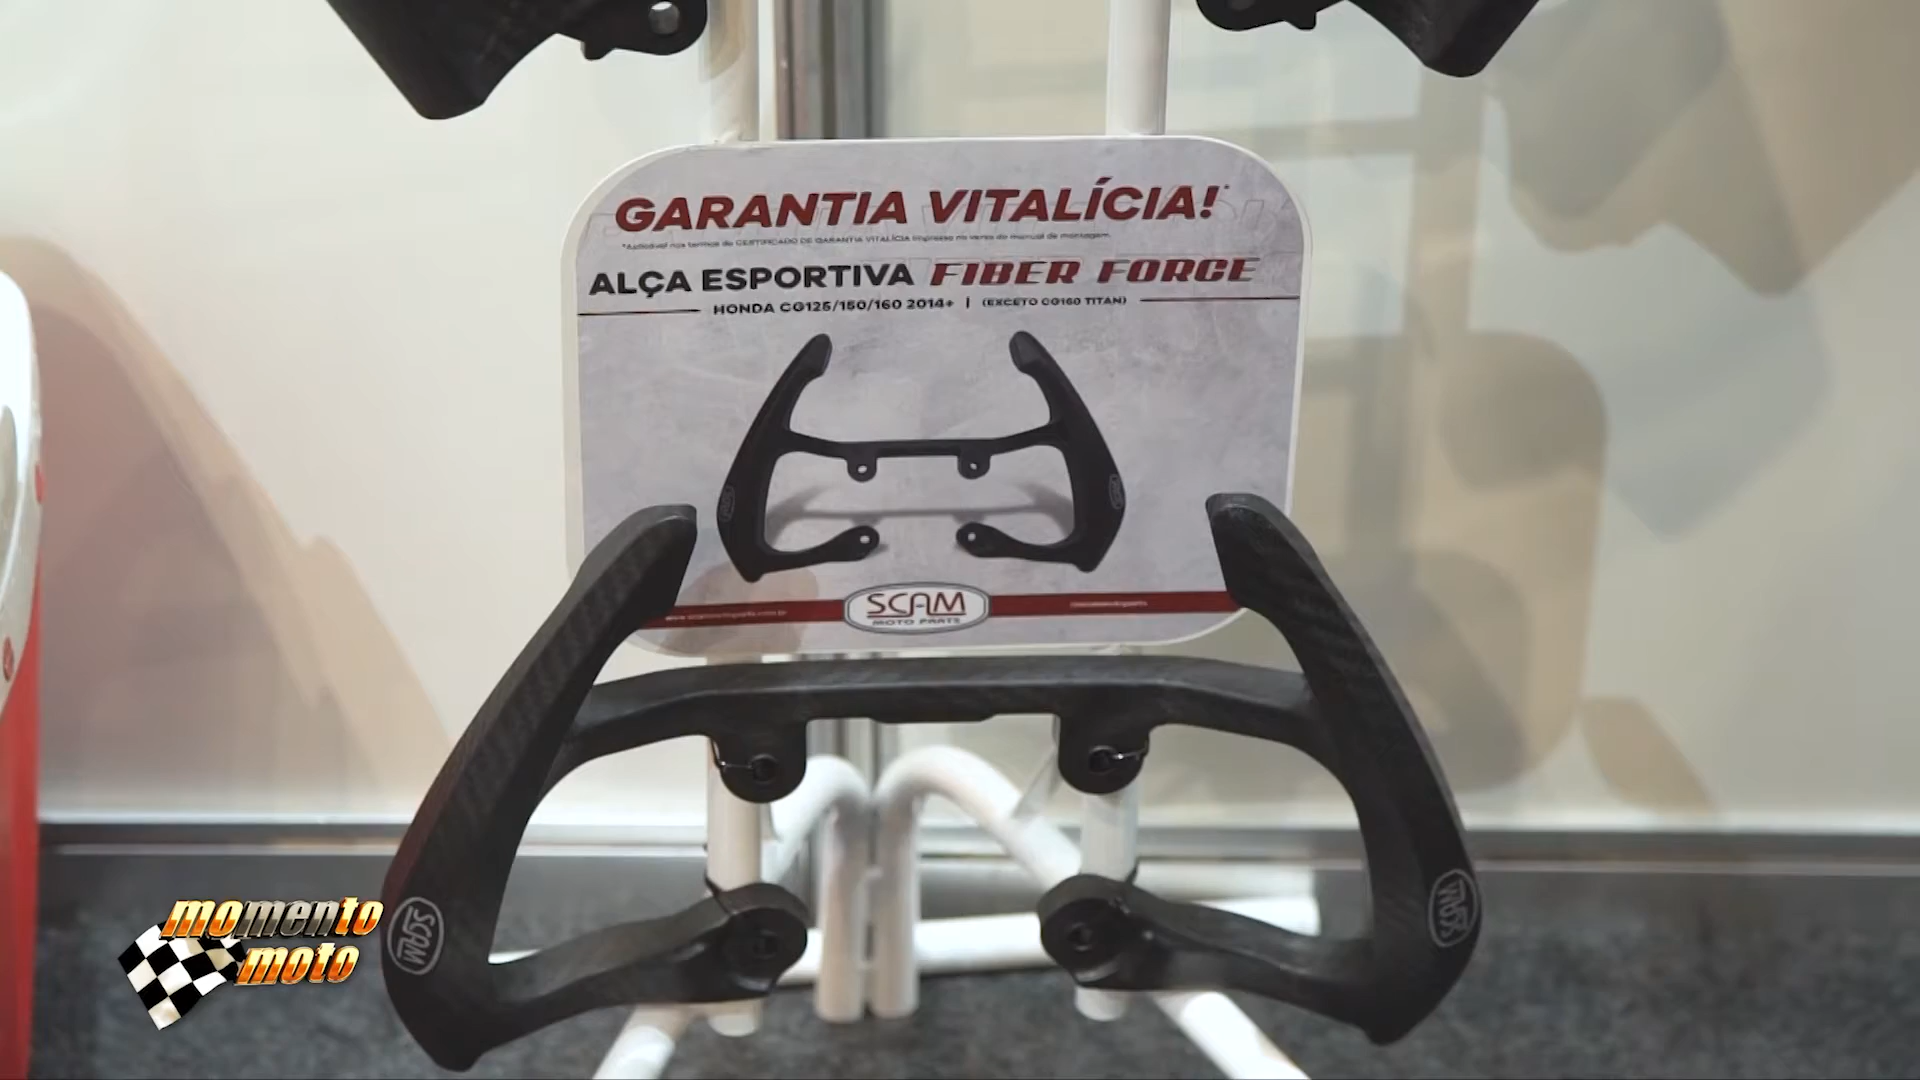 GARANTIA VITALÍCIA!*
ALÇA ESPORTIVA FIBER FORCE
HONDA CG125/150/160 2014+ | (EXCETO CG160 TITAN)
SCAM
MOTO PARTS
SCAM
SCAM
momento
moto